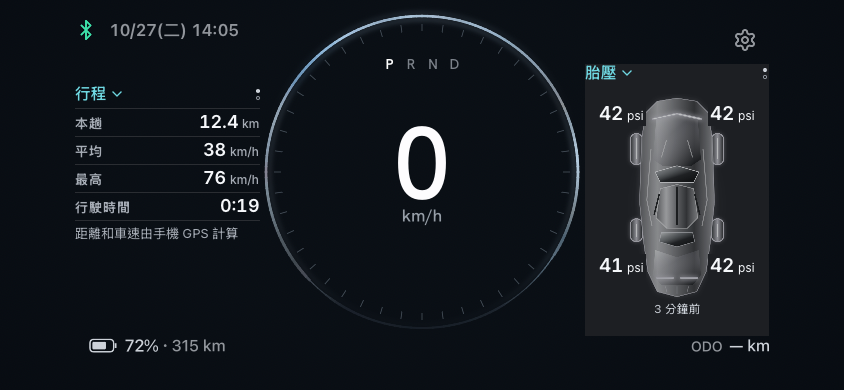 10/27(二) 14:05
P R N D
行程
本趟 12.4 km
平均 38 km/h
最高 76 km/h
行駛時間 0:19
距離和車速由手機 GPS 計算
0
km/h
胎壓
42 psi 42 psi
41 psi 42 psi
3 分鐘前
72% · 315 km
ODO — km